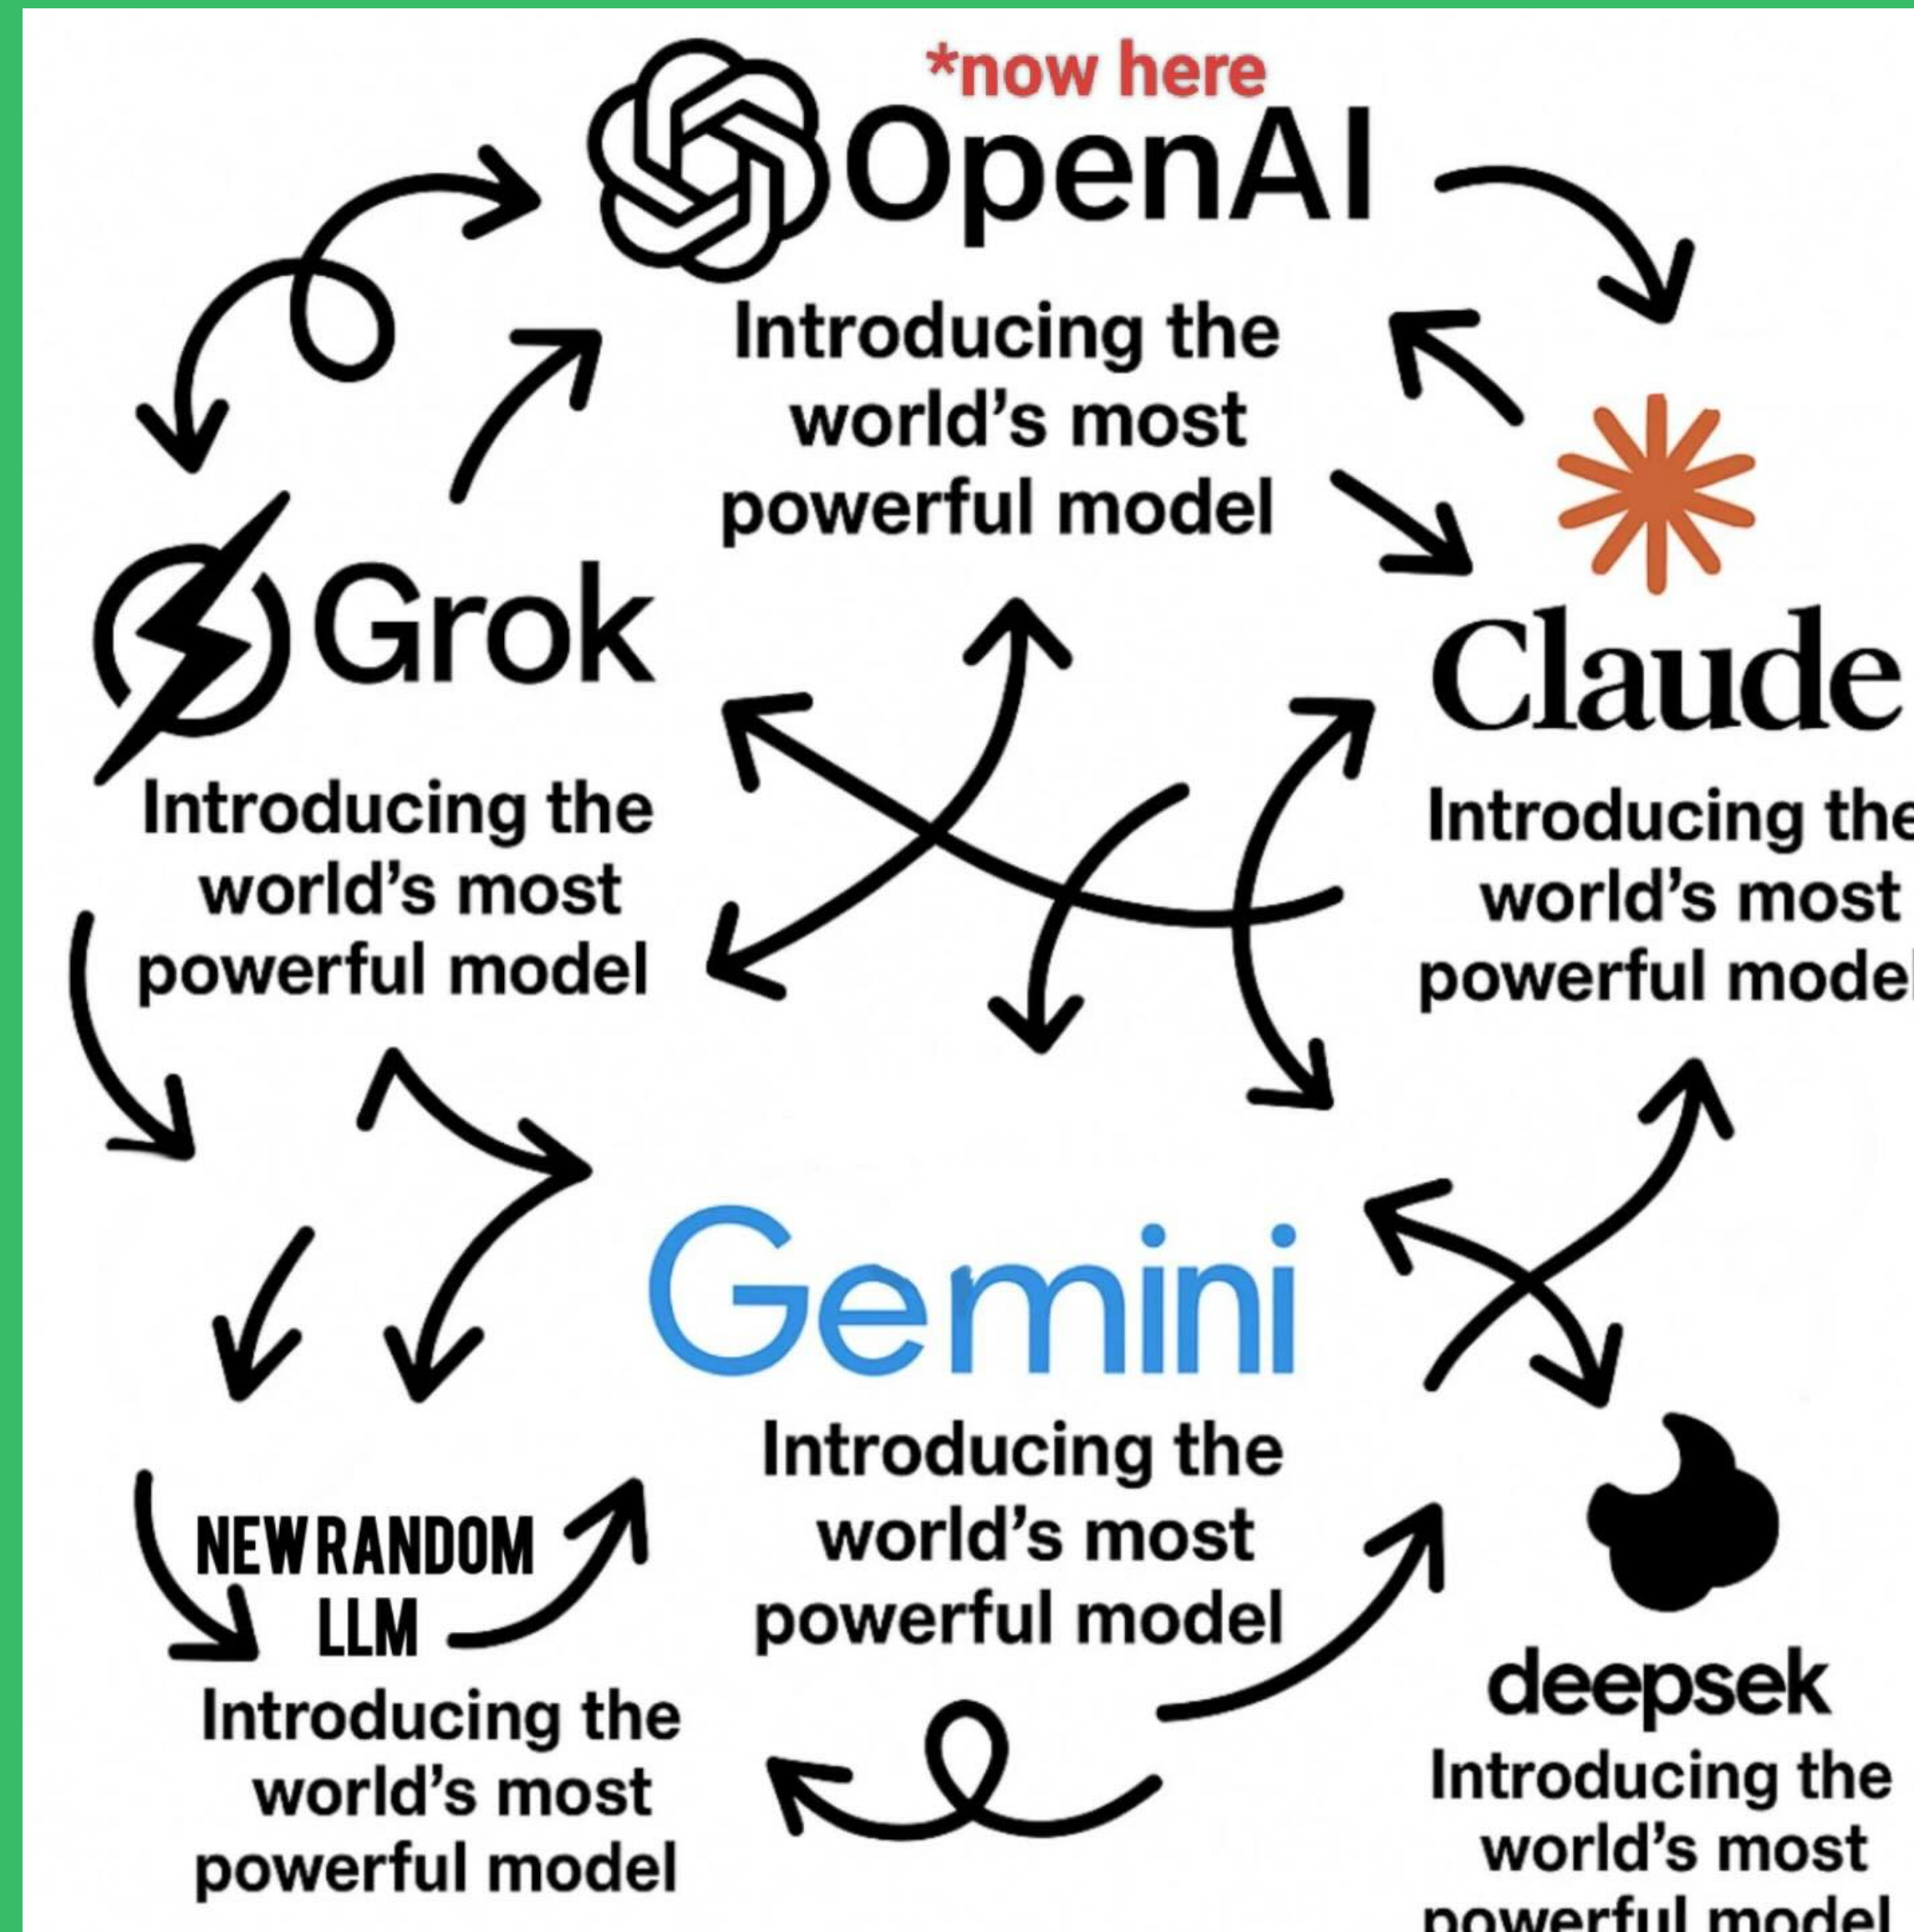 *now here
OpenAI
Introducing the
world's most
powerful model
Grok
Introducing the
world's most
powerful model
Claude
Introducing the
world's most
powerful model
Gemini
Introducing the
world's most
powerful model
NEW RANDOM
LLM
Introducing the
world's most
powerful model
deepsek
Introducing the
world's most
powerful model